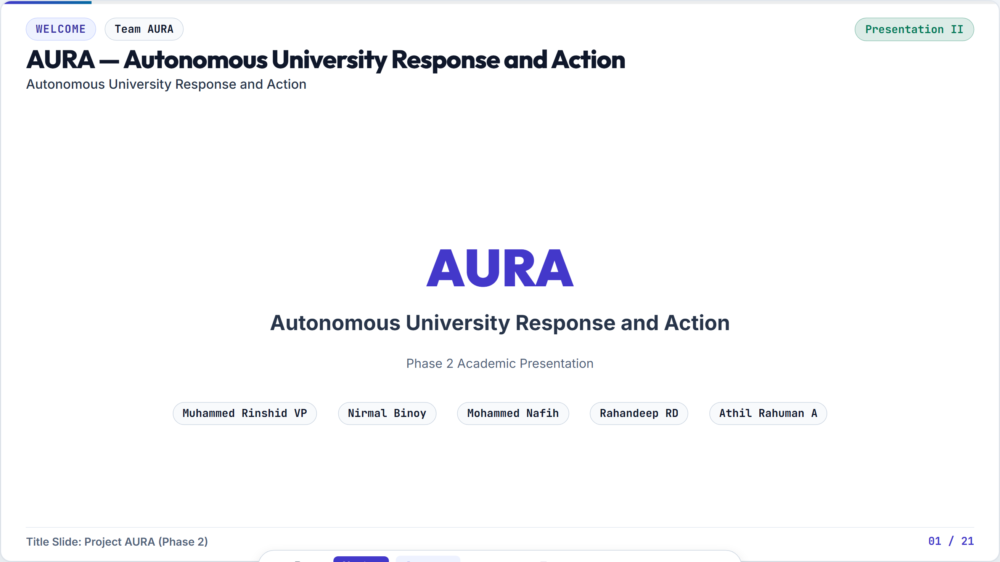 WELCOME Team AURA Presentation II
AURA — Autonomous University Response and Action
Autonomous University Response and Action
AURA
Autonomous University Response and Action
Phase 2 Academic Presentation
Muhammed Rinshid VP Nirmal Binoy Mohammed Nafih Rahandeep RD Athil Rahuman A
Title Slide: Project AURA (Phase 2) 01 / 21